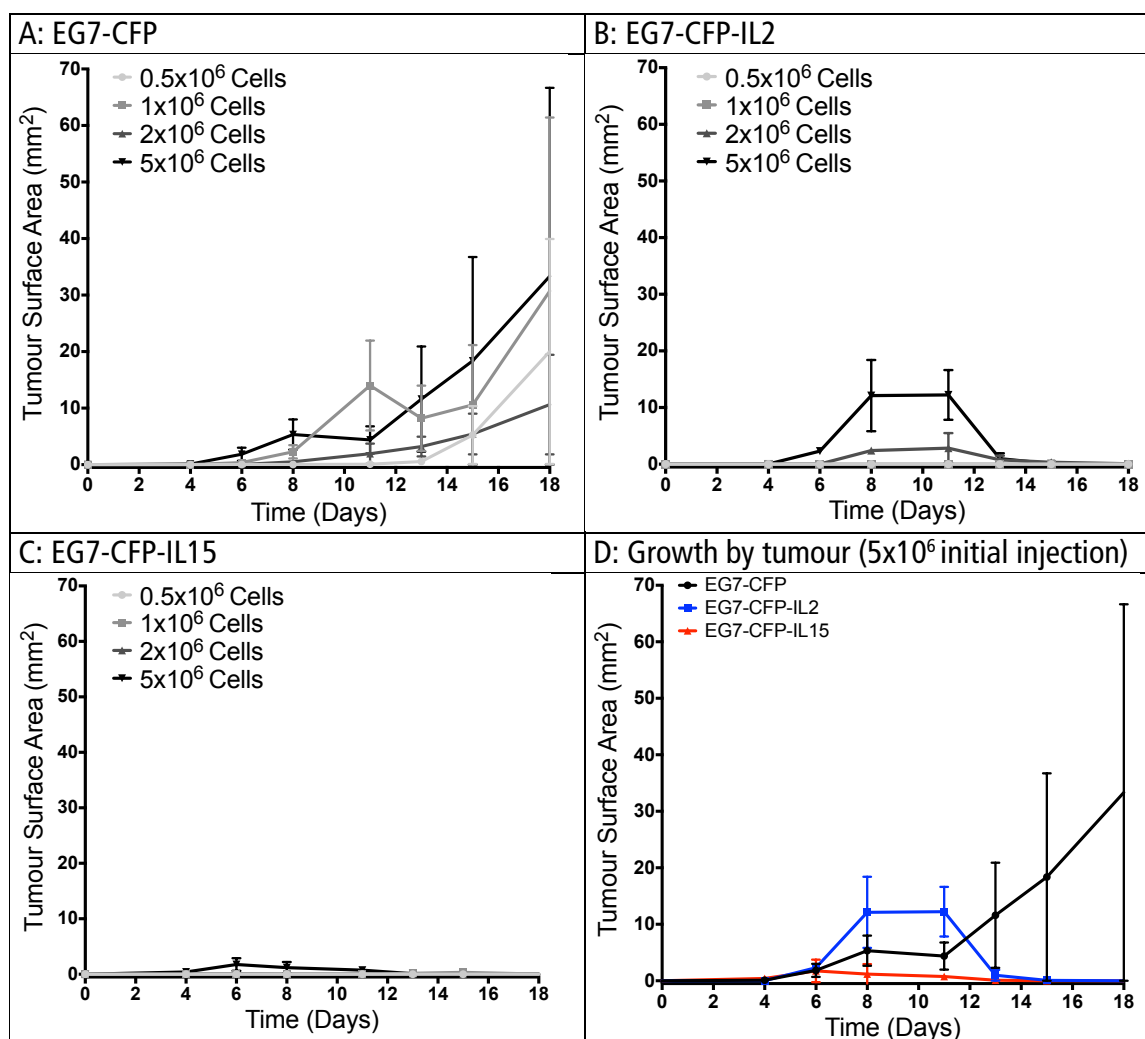 A: EG7-CFP
70
60
50
40
30
20
10
0
Tumour Surface Area (mm²)
0.5x10⁶ Cells
1x10⁶ Cells
2x10⁶ Cells
5x10⁶ Cells
0 2 4 6 8 10 12 14 16 18
Time (Days)
B: EG7-CFP-IL2
70
60
50
40
30
20
10
0
Tumour Surface Area (mm²)
0.5x10⁶ Cells
1x10⁶ Cells
2x10⁶ Cells
5x10⁶ Cells
0 2 4 6 8 10 12 14 16 18
Time (Days)
C: EG7-CFP-IL15
70
60
50
40
30
20
10
0
Tumour Surface Area (mm²)
0.5x10⁶ Cells
1x10⁶ Cells
2x10⁶ Cells
5x10⁶ Cells
0 2 4 6 8 10 12 14 16 18
Time (Days)
D: Growth by tumour (5x10⁶ initial injection)
70
60
50
40
30
20
10
0
Tumour Surface Area (mm²)
EG7-CFP
EG7-CFP-IL2
EG7-CFP-IL15
0 2 4 6 8 10 12 14 16 18
Time (Days)